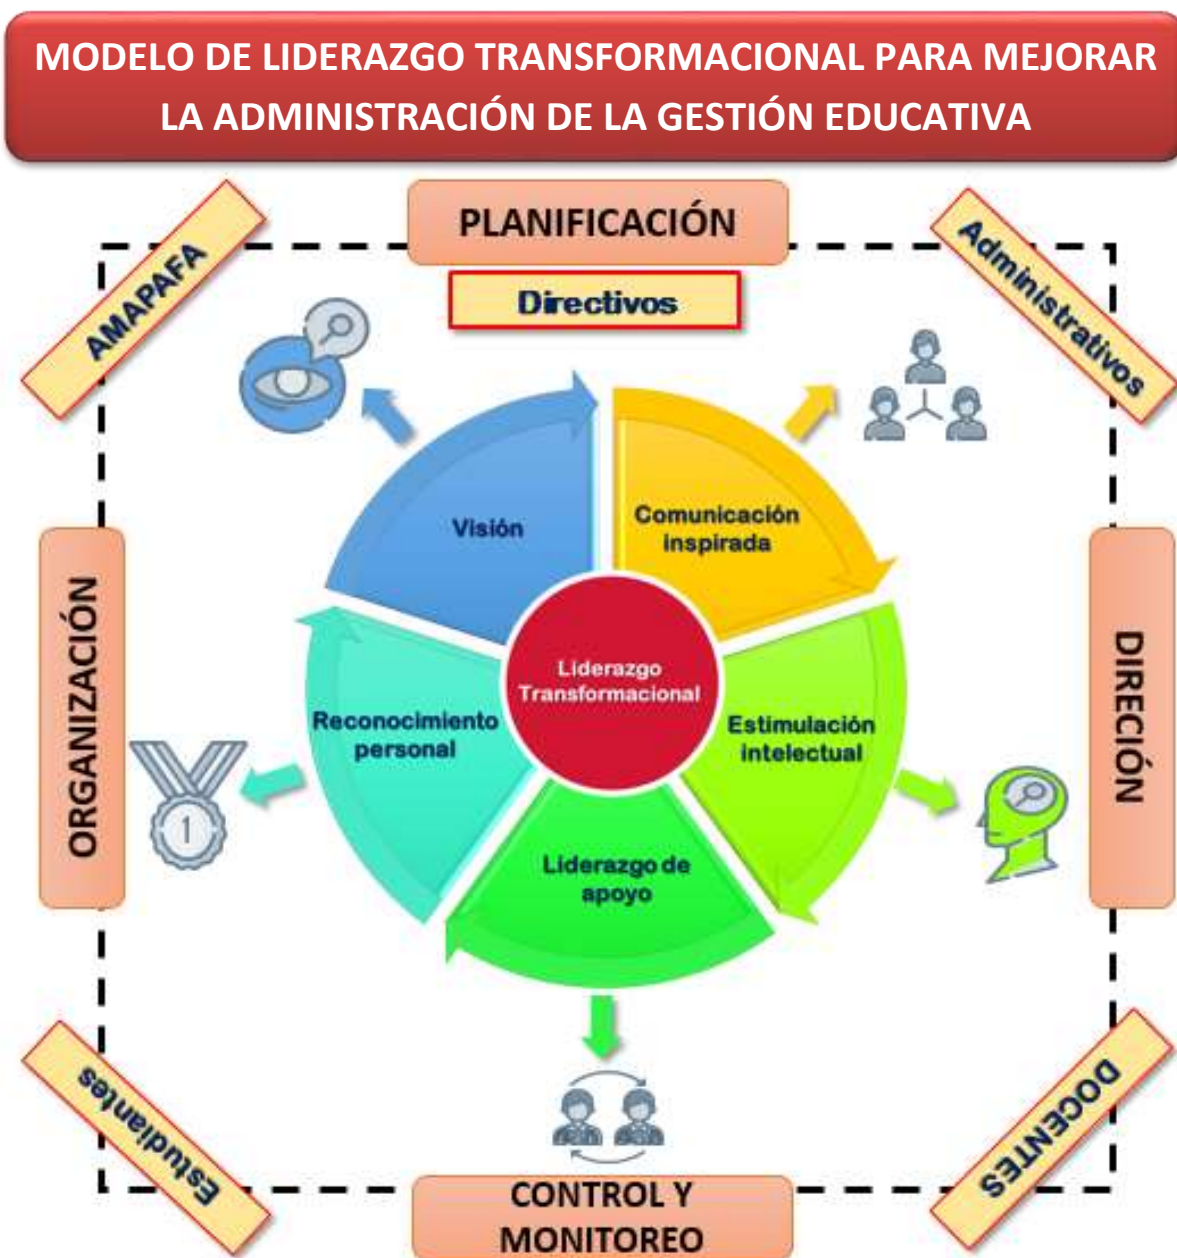 MODELO DE LIDERAZGO TRANSFORMACIONAL PARA MEJORAR
LA ADMINISTRACIÓN DE LA GESTIÓN EDUCATIVA
PLANIFICACIÓN
Directivos
AMAPAFA
Administrativos
Visión
Comunicación
inspirada
Liderazgo
Transformacional
Reconocimiento
personal
Estimulación
intelectual
Liderazgo de
apoyo
ORGANIZACIÓN
DIRECIÓN
1
Estudiantes
DOCENTES
CONTROL Y
MONITOREO